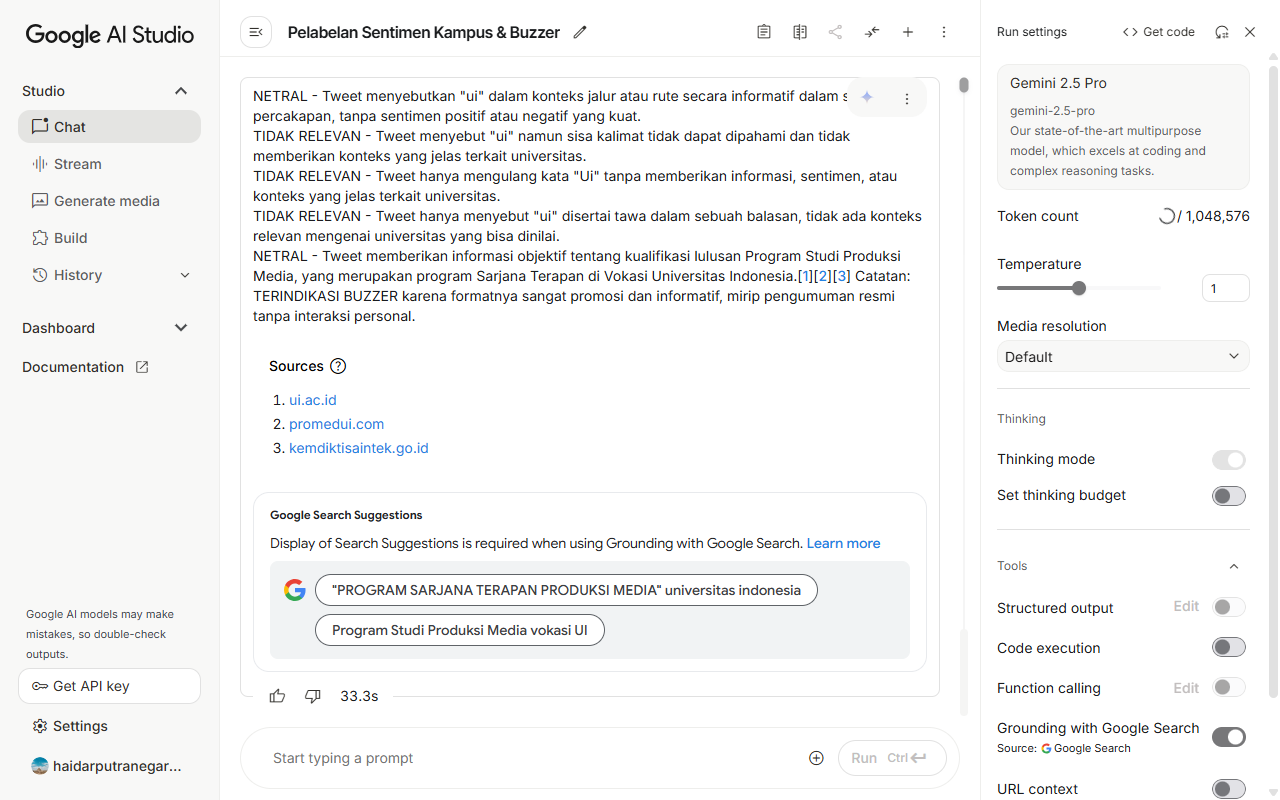 Google AI Studio
Studio
Chat
Stream
Generate media
Build
History
Dashboard
Documentation
Google AI models may make
mistakes, so double-check
outputs.
Get API key
Settings
haidarputranegar...
Pelabelan Sentimen Kampus & Buzzer
NETRAL - Tweet menyebutkan "ui" dalam konteks jalur atau rute secara informatif dalam s
percakapan, tanpa sentimen positif atau negatif yang kuat.
TIDAK RELEVAN - Tweet menyebut "ui" namun sisa kalimat tidak dapat dipahami dan tidak
memberikan konteks yang jelas terkait universitas.
TIDAK RELEVAN - Tweet hanya mengulang kata "Ui" tanpa memberikan informasi, sentimen, atau
konteks yang jelas terkait universitas.
TIDAK RELEVAN - Tweet hanya menyebut "ui" disertai tawa dalam sebuah balasan, tidak ada konteks
relevan mengenai universitas yang bisa dinilai.
NETRAL - Tweet memberikan informasi objektif tentang kualifikasi lulusan Program Studi Produksi
Media, yang merupakan program Sarjana Terapan di Vokasi Universitas Indonesia.[1][2][3] Catatan:
TERINDIKASI BUZZER karena formatnya sangat promosi dan informatif, mirip pengumuman resmi
tanpa interaksi personal.
Sources
1. ui.ac.id
2. promedui.com
3. kemdiktisaintek.go.id
Google Search Suggestions
Display of Search Suggestions is required when using Grounding with Google Search. Learn more
"PROGRAM SARJANA TERAPAN PRODUKSI MEDIA" universitas indonesia
Program Studi Produksi Media vokasi UI
33.3s
Start typing a prompt
Run Ctrl
Run settings
Get code
Gemini 2.5 Pro
gemini-2.5-pro
Our state-of-the-art multipurpose
model, which excels at coding and
complex reasoning tasks.
Token count
/ 1,048,576
Temperature
1
Media resolution
Default
Thinking
Thinking mode
Set thinking budget
Tools
Structured output Edit
Code execution
Function calling Edit
Grounding with Google Search
Source: Google Search
URL context